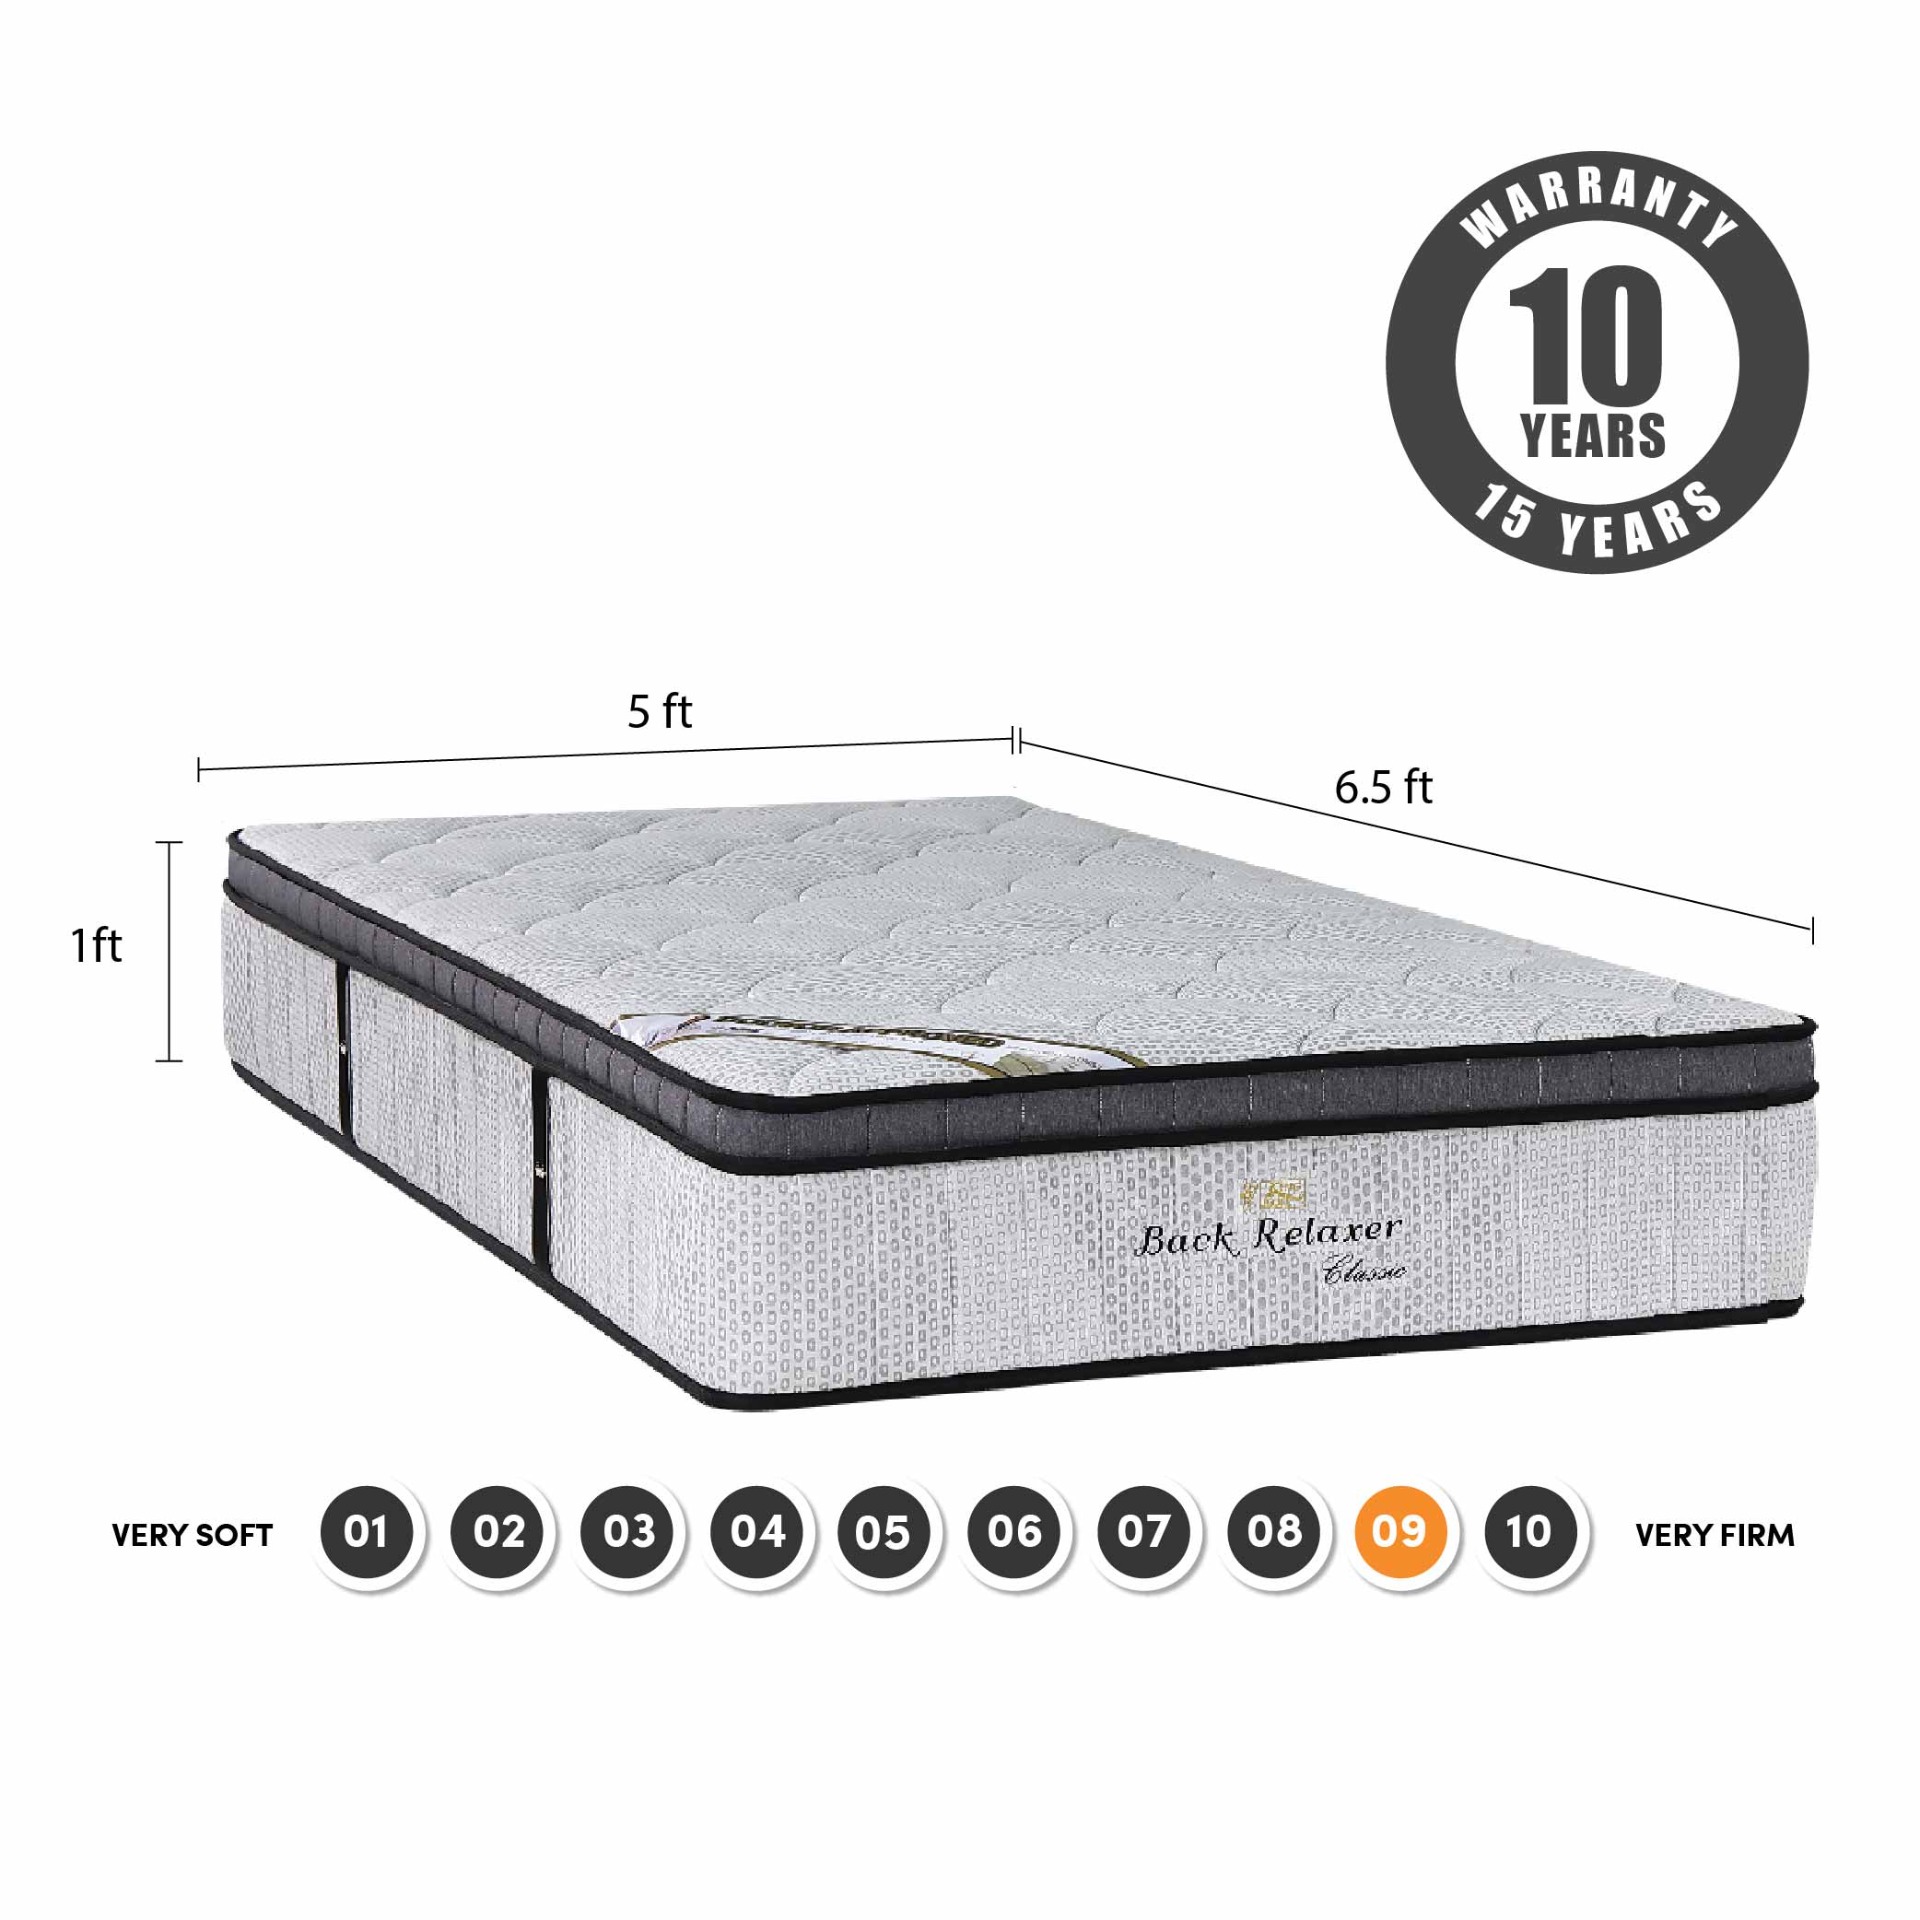 WARRANTY
10
YEARS
15 YEARS
5 ft
6.5 ft
1ft
Back Relaxer
Classic
VERY SOFT 01 02 03 04 05 06 07 08 09 10 VERY FIRM